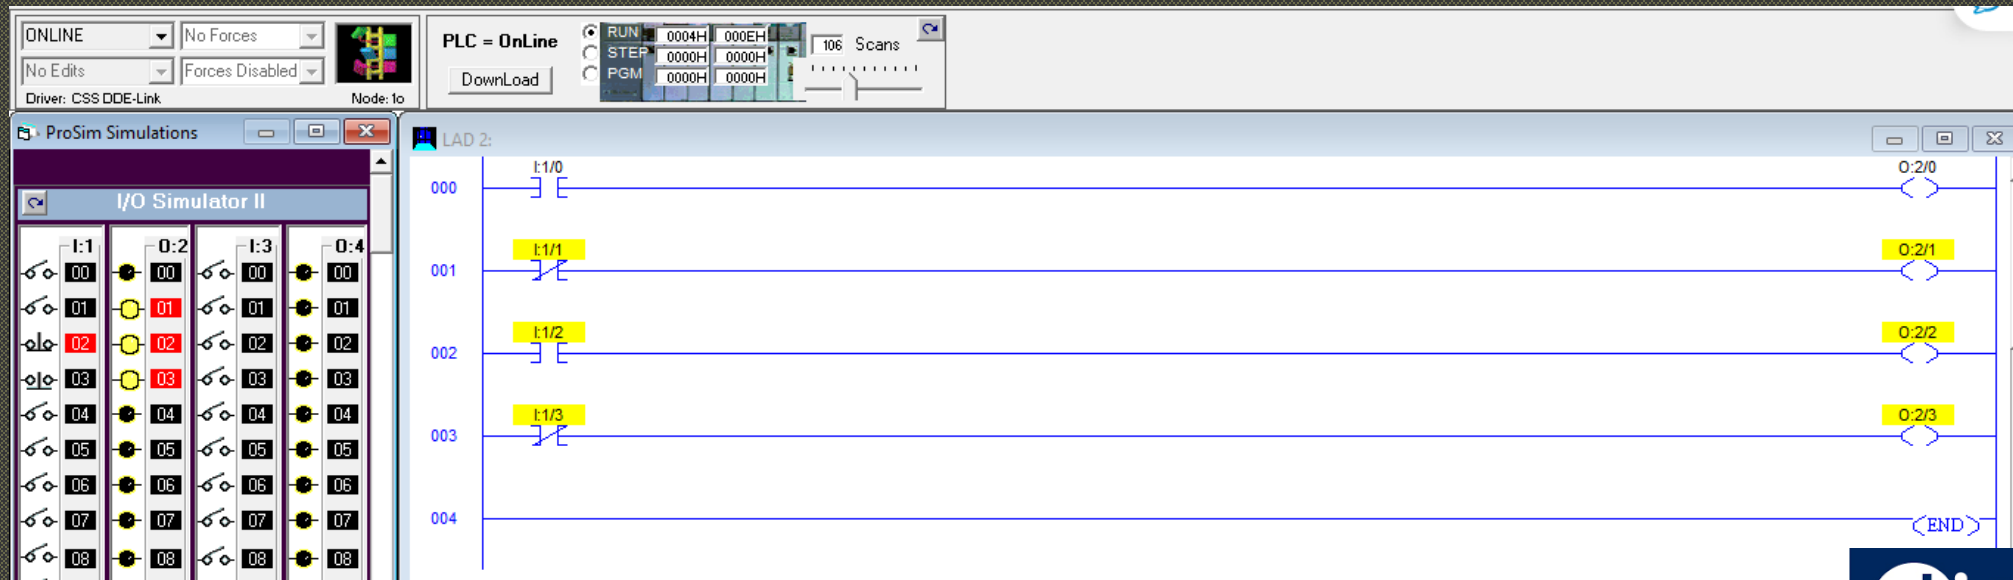 ONLINE No Forces
No Edits Forces Disabled
Driver: CSS DDE-Link Node: 1o
PLC = OnLine
DownLoad
RUN 0004H 000EH
STEP 0000H 0000H
PGM 0000H 0000H
106 Scans
ProSim Simulations
I/O Simulator II
I:1 O:2 I:3 O:4
00 00 00 00
01 01 01 01
02 02 02 02
03 03 03 03
04 04 04 04
05 05 05 05
06 06 06 06
07 07 07 07
08 08 08 08
LAD 2:
I:1/0 O:2/0
000
I:1/1 O:2/1
001
I:1/2 O:2/2
002
I:1/3 O:2/3
003
004 END